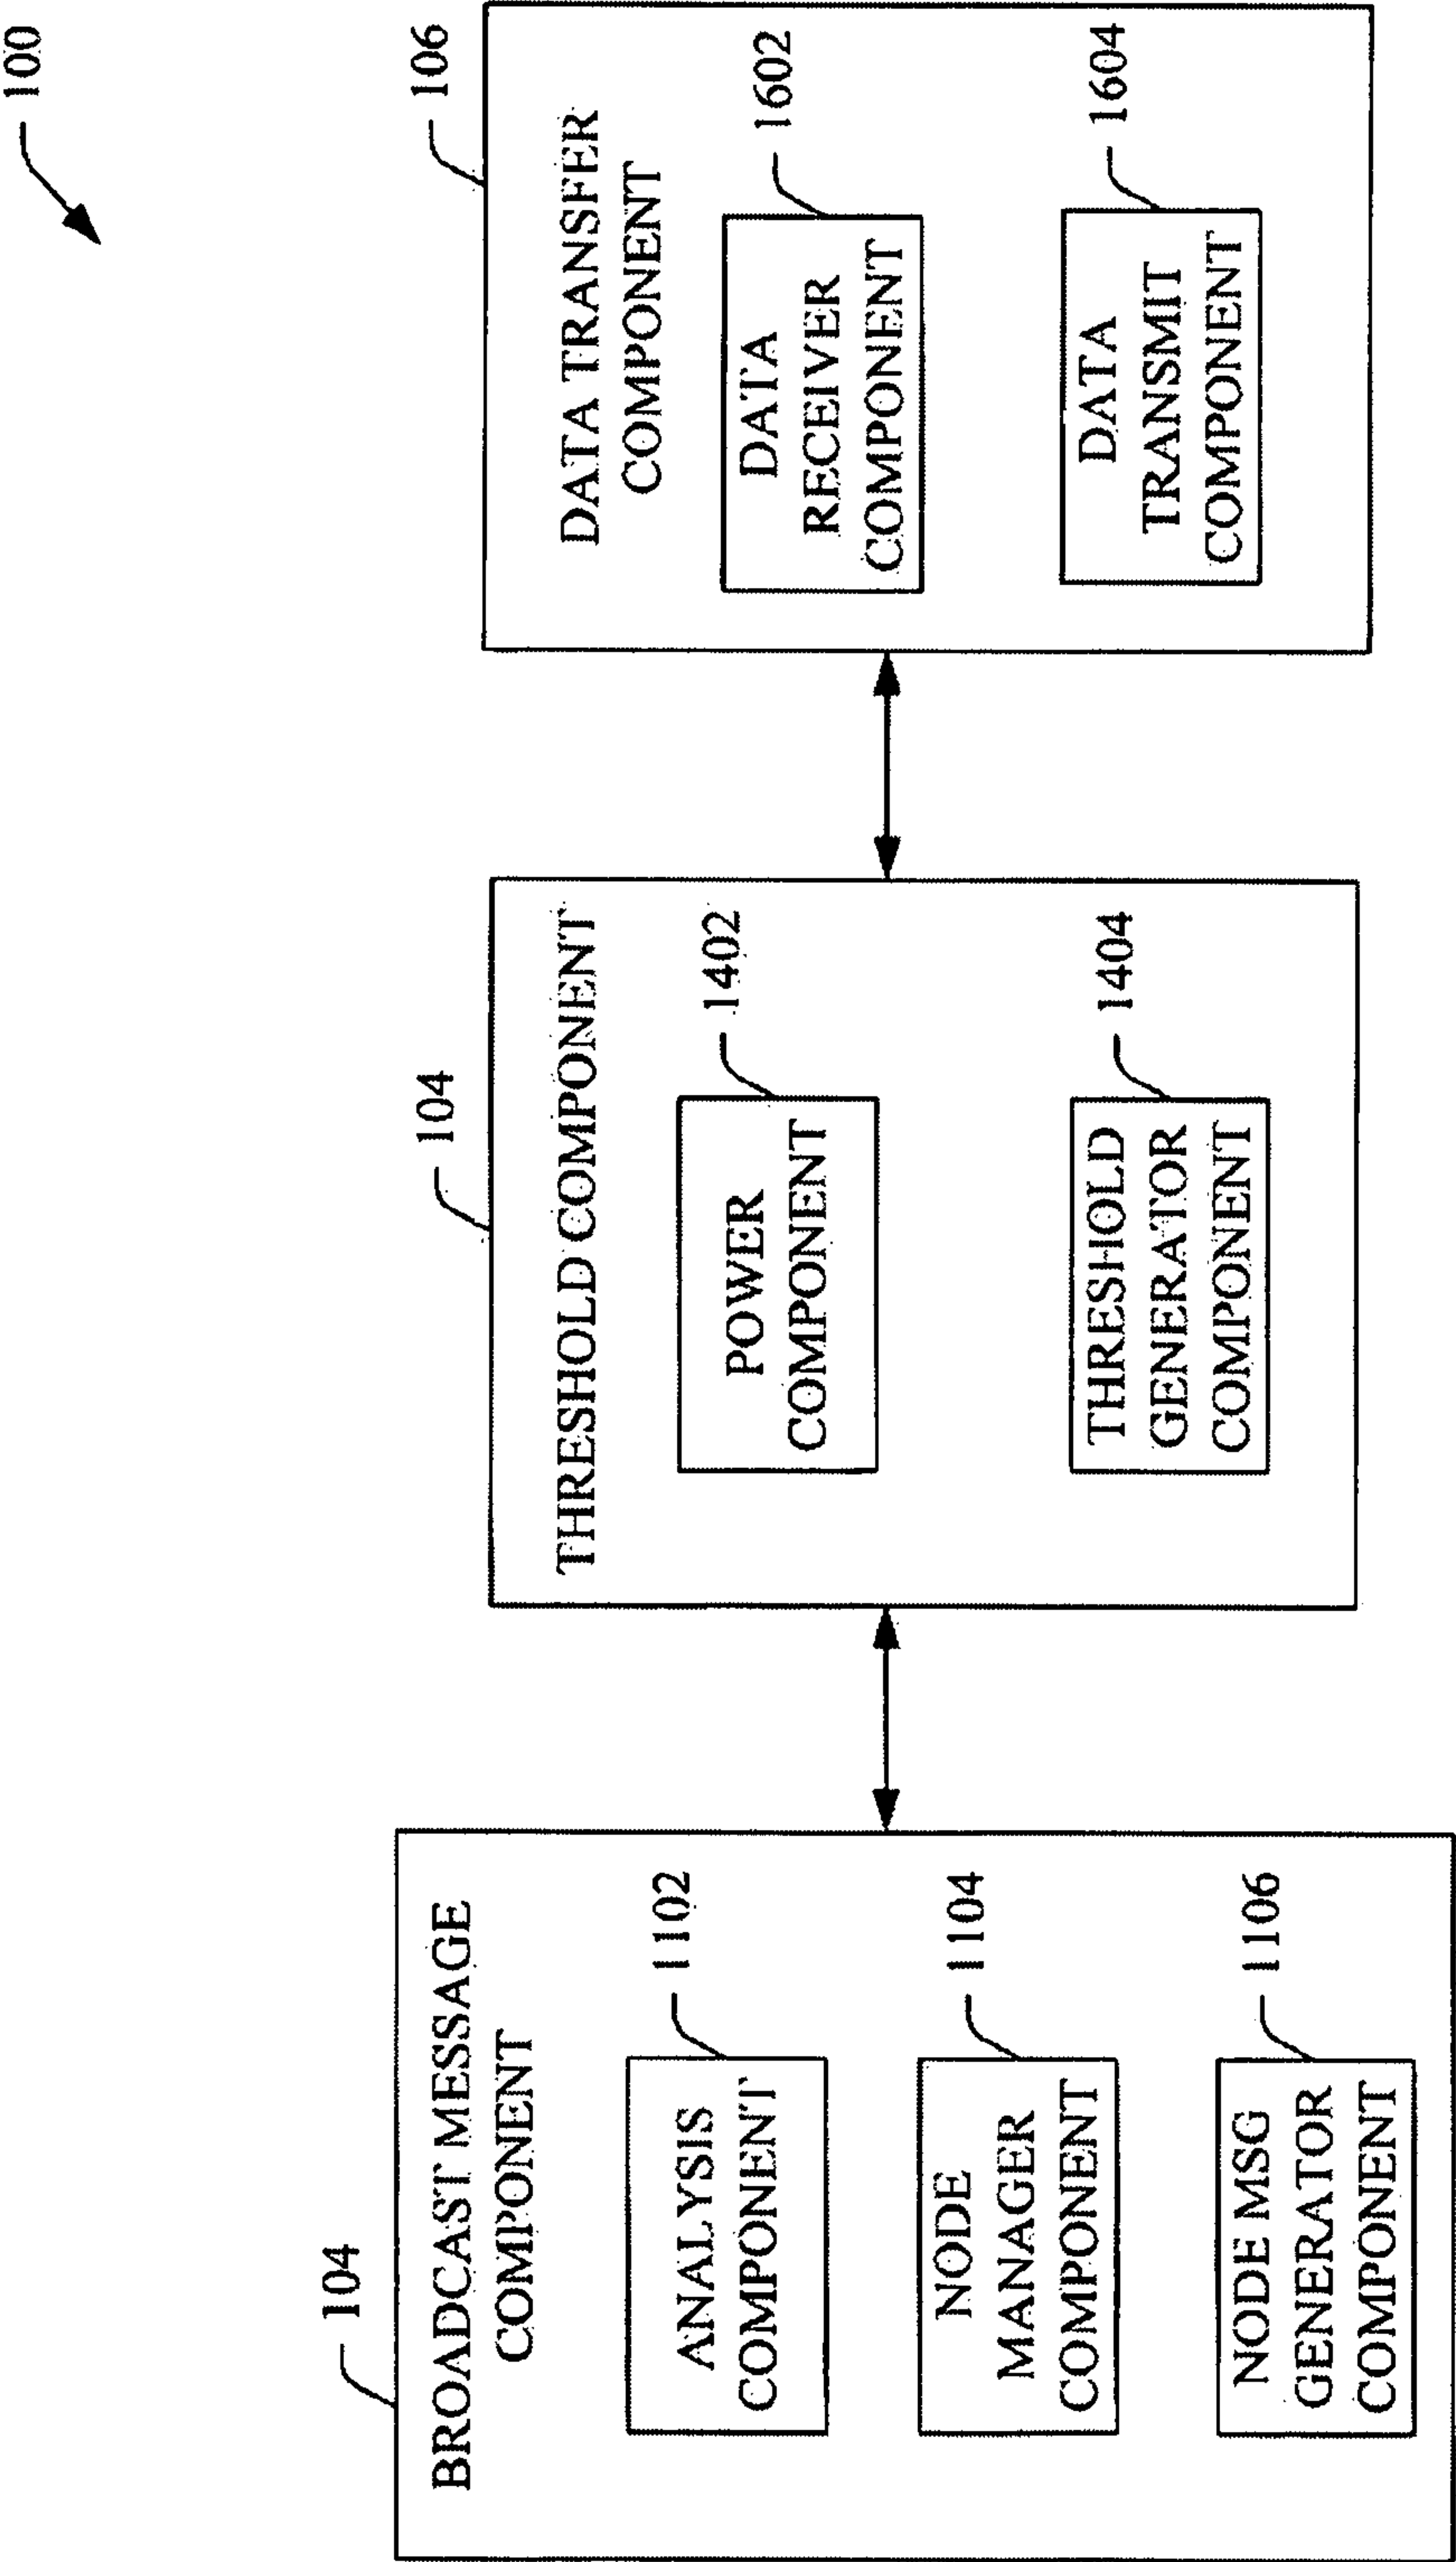 100
104
BROADCAST MESSAGE
COMPONENT
1102
ANALYSIS
COMPONENT
1104
NODE
MANAGER
COMPONENT
1106
NODE MSG
GENERATOR
COMPONENT
104
THRESHOLD COMPONENT
1402
POWER
COMPONENT
1404
THRESHOLD
GENERATOR
COMPONENT
106
DATA TRANSFER
COMPONENT
1602
DATA
RECEIVER
COMPONENT
1604
DATA
TRANSMIT
COMPONENT